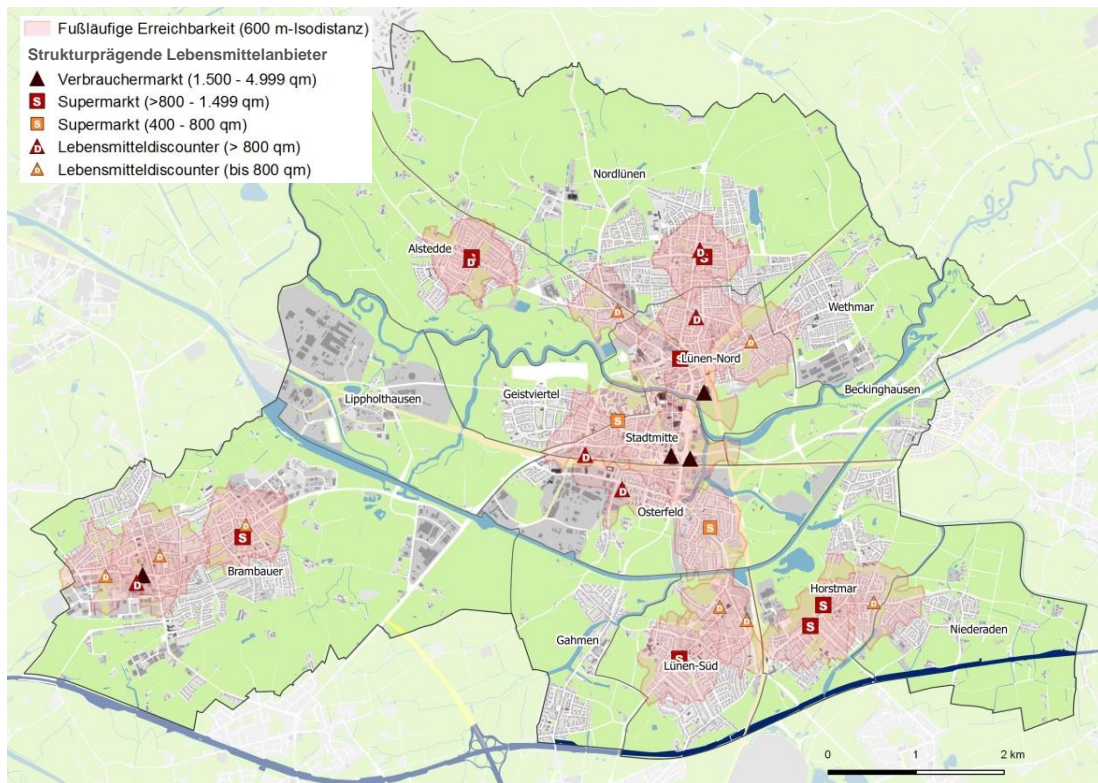 Fußläufige Erreichbarkeit (600 m-Isodistanz)
Strukturprägende Lebensmittelanbieter
Verbrauchermarkt (1.500 - 4.999 qm)
S Supermarkt (>800 - 1.499 qm)
S Supermarkt (400 - 800 qm)
D Lebensmitteldiscounter (> 800 qm)
D Lebensmitteldiscounter (bis 800 qm)
Nordlünen
Alstedde
D
D
S
Wethmar
D
D
D
S
Lünen-Nord
Beckinghausen
Geistviertel
Lippholthausen
S
Stadtmitte
D
D
Osterfeld
S
D
S
Brambauer
D
D
D
Horstmar
S
D
D
D
S
Niederaden
Gahmen
S
Lünen-Süd
0 1 2 km